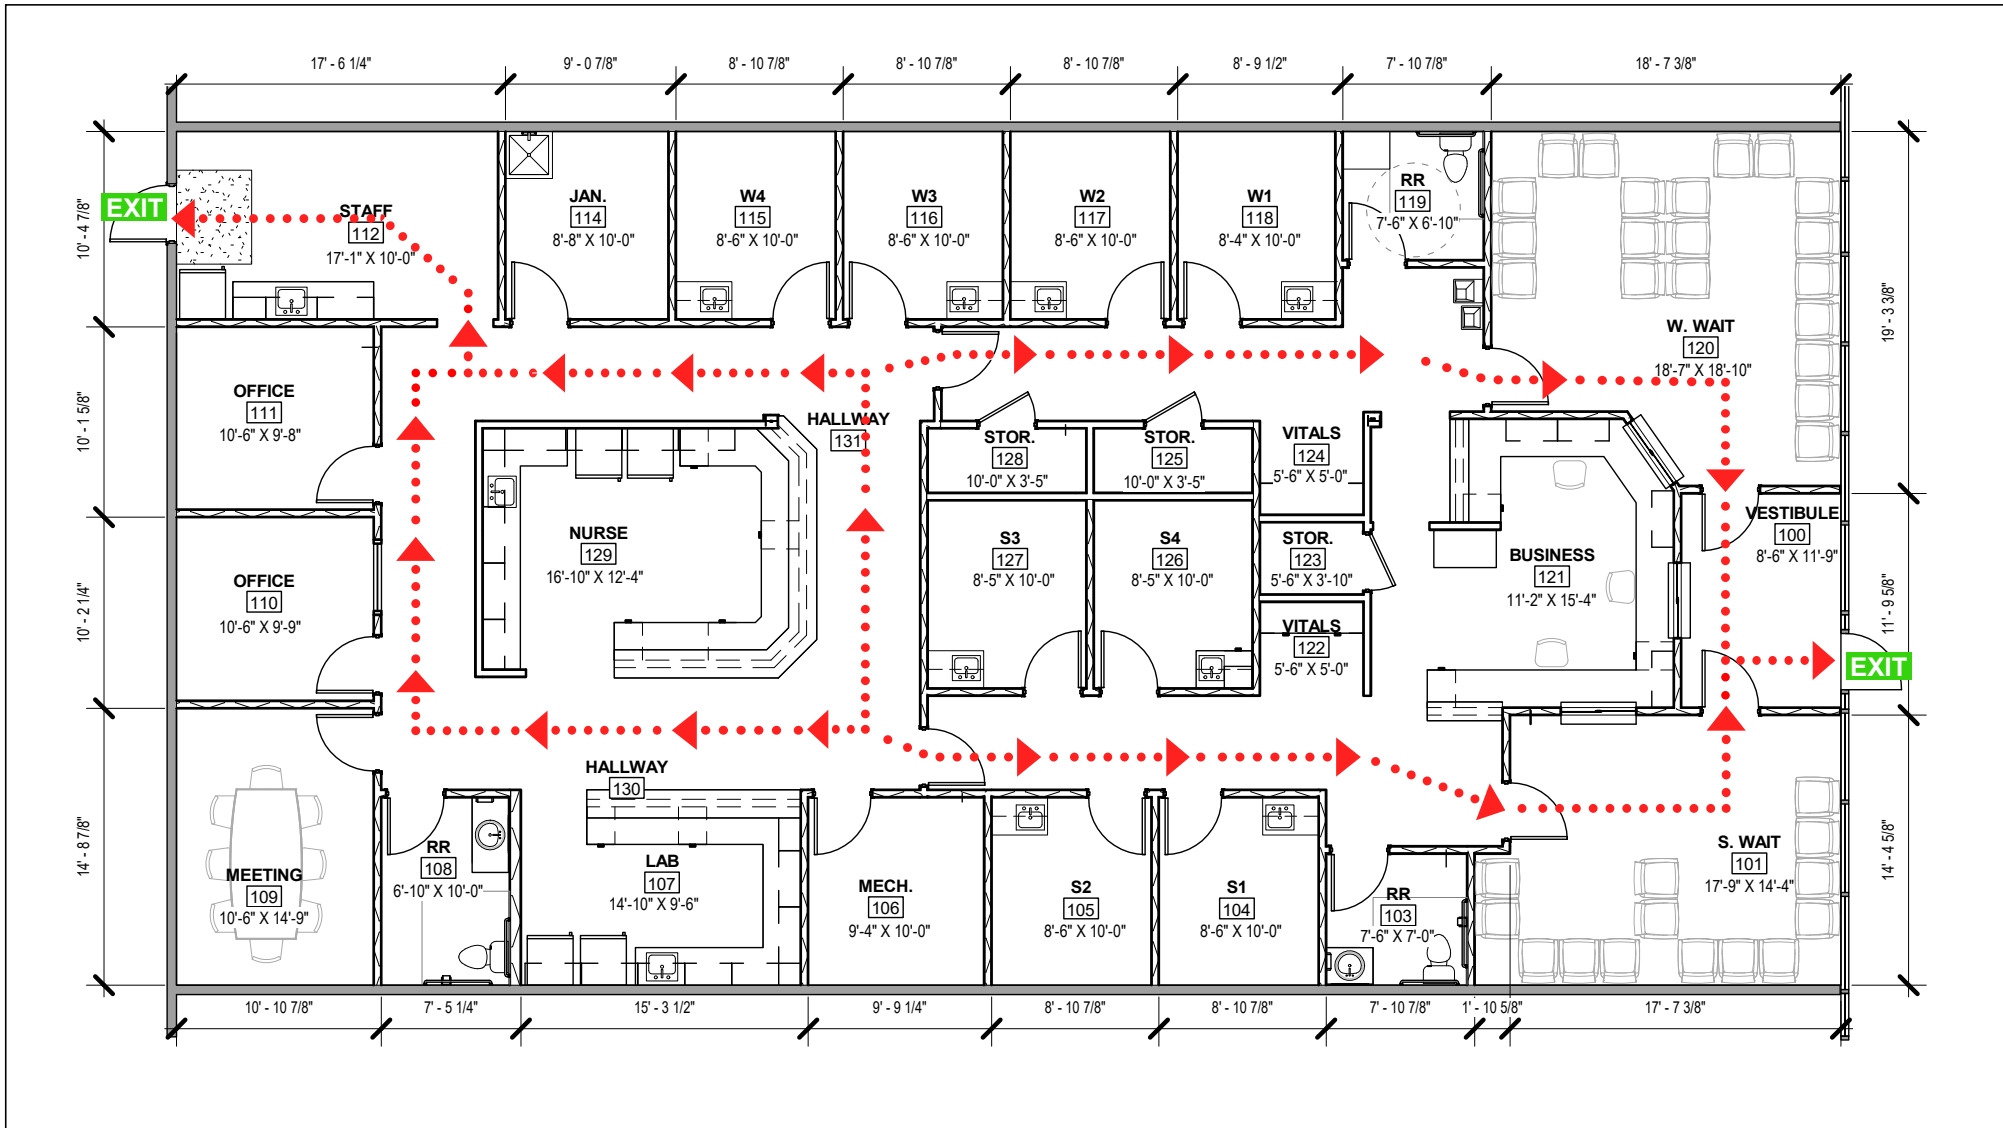 17' - 6 1/4"
9' - 0 7/8"
8' - 10 7/8"
8' - 10 7/8"
8' - 10 7/8"
8' - 9 1/2"
7' - 10 7/8"
18' - 7 3/8"
10' - 4 7/8"
10' - 1 5/8"
10' - 2 1/4"
14' - 8 7/8"
EXIT
STAFF
112
17'-1" X 10'-0"
JAN.
114
8'-8" X 10'-0"
W4
115
8'-6" X 10'-0"
W3
116
8'-6" X 10'-0"
W2
117
8'-6" X 10'-0"
W1
118
8'-4" X 10'-0"
RR
119
7'-6" X 6'-10"
W. WAIT
120
18'-7" X 18'-10"
OFFICE
111
10'-6" X 9'-8"
HALLWAY
131
STOR.
128
10'-0" X 3'-5"
STOR.
125
10'-0" X 3'-5"
VITALS
124
5'-6" X 5'-0"
NURSE
129
16'-10" X 12'-4"
S3
127
8'-5" X 10'-0"
S4
126
8'-5" X 10'-0"
STOR.
123
5'-6" X 3'-10"
BUSINESS
121
11'-2" X 15'-4"
VESTIBULE
100
8'-6" X 11'-9"
OFFICE
110
10'-6" X 9'-9"
VITALS
122
5'-6" X 5'-0"
EXIT
HALLWAY
130
MEETING
109
10'-6" X 14'-9"
RR
108
6'-10" X 10'-0"
LAB
107
14'-10" X 9'-6"
MECH.
106
9'-4" X 10'-0"
S2
105
8'-6" X 10'-0"
S1
104
8'-6" X 10'-0"
RR
103
7'-6" X 7'-0"
S. WAIT
101
17'-9" X 14'-4"
19' - 3 3/8"
11' - 9 5/8"
14' - 4 5/8"
10' - 10 7/8"
7' - 5 1/4"
15' - 3 1/2"
9' - 9 1/4"
8' - 10 7/8"
8' - 10 7/8"
7' - 10 7/8"
1' - 10 5/8"
17' - 7 3/8"